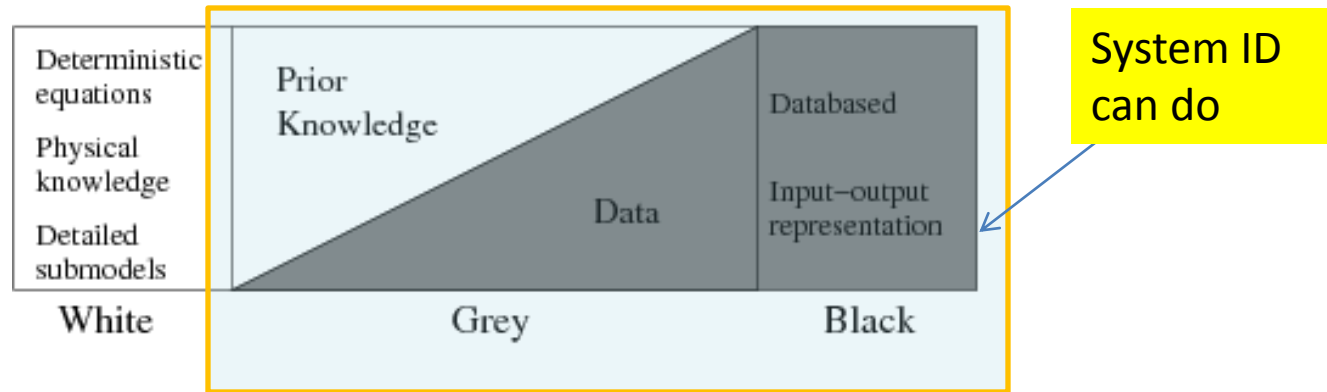 Deterministic
equations
Physical
knowledge
Detailed
submodels
White
Prior
Knowledge
Data
Grey
Databased
Input−output
representation
Black
System ID
can do